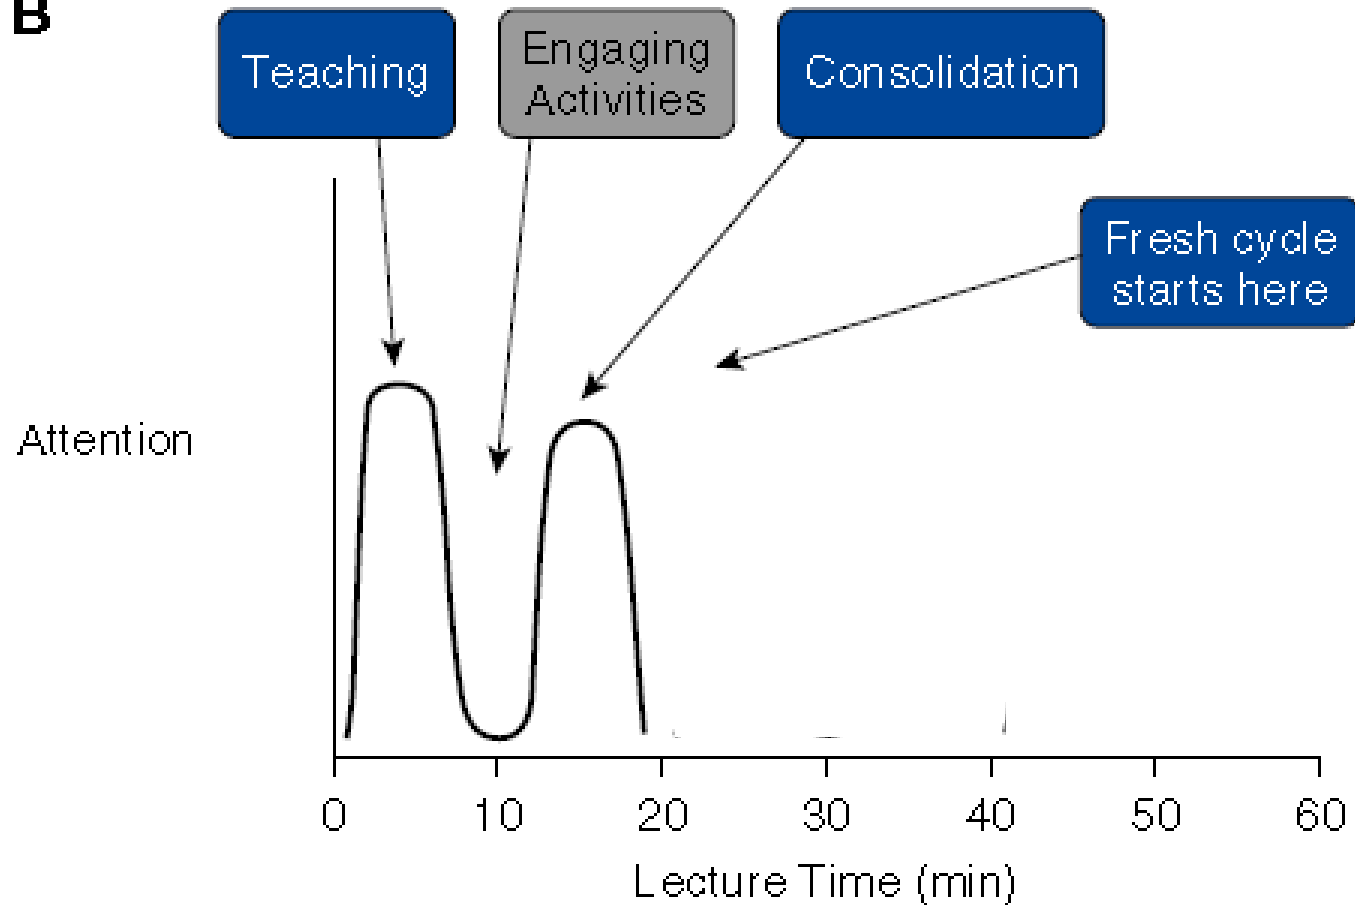 B
Teaching
Engaging
Activities
Consolidation
Fresh cycle
starts here
Attention
0 10 20 30 40 50 60
Lecture Time (min)